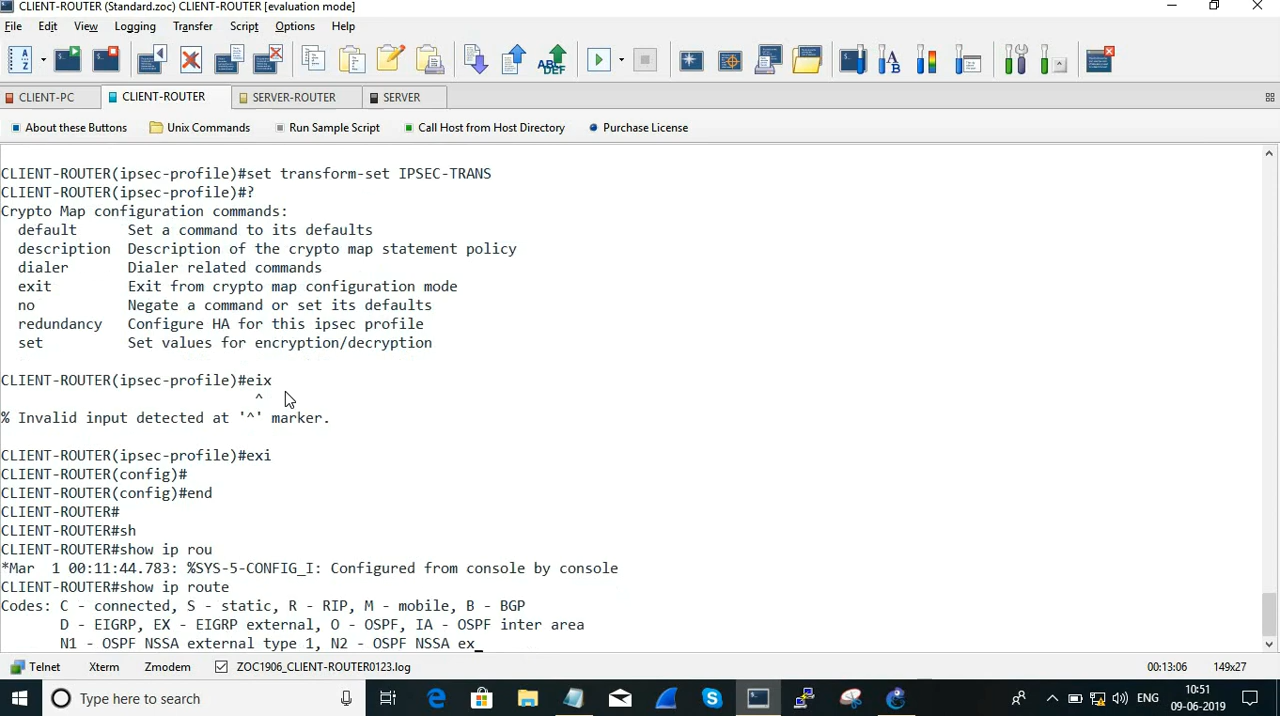 CLIENT-ROUTER (Standard.zoc) CLIENT-ROUTER [evaluation mode]
File Edit View Logging Transfer Script Options Help
CLIENT-PC CLIENT-ROUTER SERVER-ROUTER SERVER
About these Buttons Unix Commands Run Sample Script Call Host from Host Directory Purchase License
CLIENT-ROUTER(ipsec-profile)#set transform-set IPSEC-TRANS
CLIENT-ROUTER(ipsec-profile)#?
Crypto Map configuration commands:
default Set a command to its defaults
description Description of the crypto map statement policy
dialer Dialer related commands
exit Exit from crypto map configuration mode
no Negate a command or set its defaults
redundancy Configure HA for this ipsec profile
set Set values for encryption/decryption
CLIENT-ROUTER(ipsec-profile)#eix
^
% Invalid input detected at '^' marker.
CLIENT-ROUTER(ipsec-profile)#exi
CLIENT-ROUTER(config)#
CLIENT-ROUTER(config)#end
CLIENT-ROUTER#
CLIENT-ROUTER#sh
CLIENT-ROUTER#show ip rou
*Mar  1 00:11:44.783: %SYS-5-CONFIG_I: Configured from console by console
CLIENT-ROUTER#show ip route
Codes: C - connected, S - static, R - RIP, M - mobile, B - BGP
D - EIGRP, EX - EIGRP external, O - OSPF, IA - OSPF inter area
N1 - OSPF NSSA external type 1, N2 - OSPF NSSA ex_
Telnet Xterm Zmodem ZOC1906_CLIENT-ROUTER0123.log 00:13:06 149x27
Type here to search ENG 10:51
09-06-2019